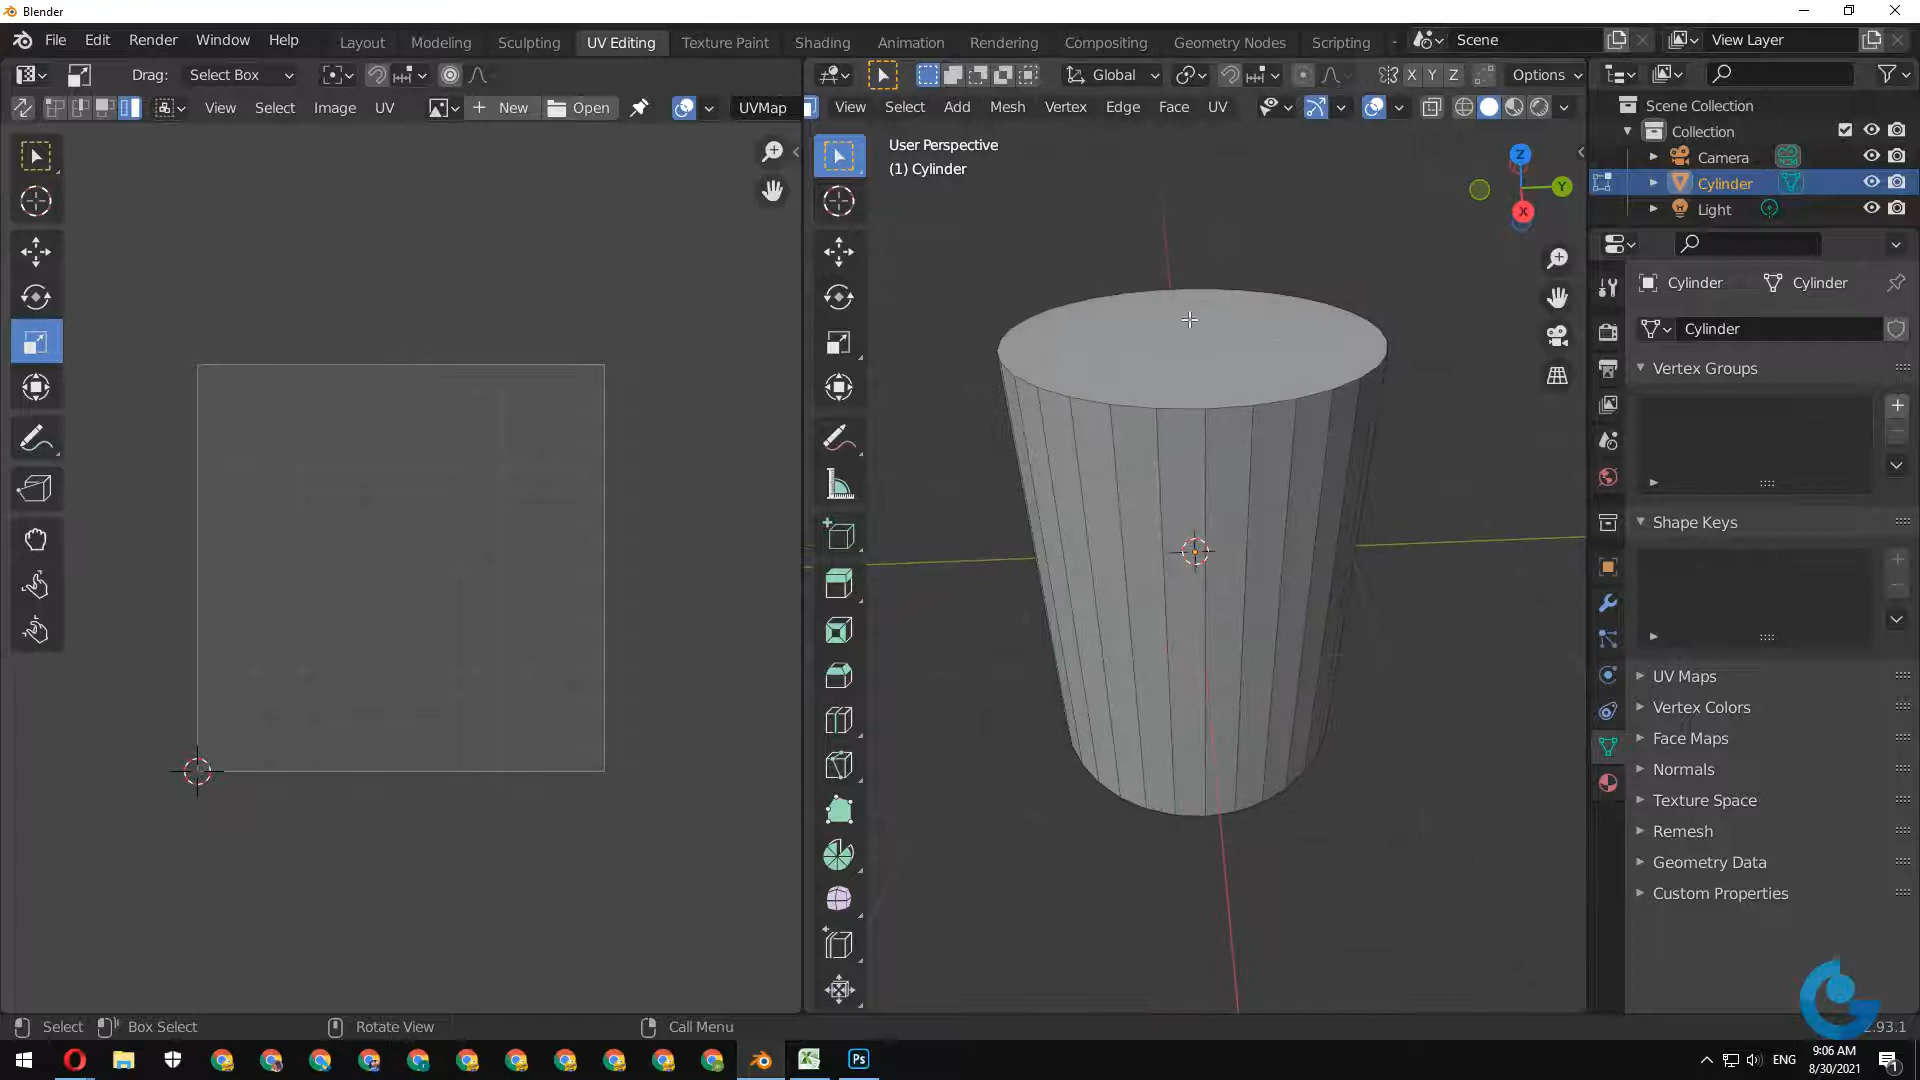 Blender
File Edit Render Window Help Layout Modeling Sculpting UV Editing Texture Paint Shading Animation Rendering Compositing Geometry Nodes Scripting Scene View Layer
Drag: Select Box Global X Y Z Options
View Select Image UV New Open UVMap View Select Add Mesh Vertex Edge Face UV
Scene Collection
Collection
Camera
Cylinder
Light
User Perspective
(1) Cylinder
Z
Y
X
Cylinder Cylinder
Cylinder
Vertex Groups
Shape Keys
UV Maps
Vertex Colors
Face Maps
Normals
Texture Space
Remesh
Geometry Data
Custom Properties
Select Box Select Rotate View Call Menu 2.93.1
Ps ENG 9:06 AM
8/30/2021
1